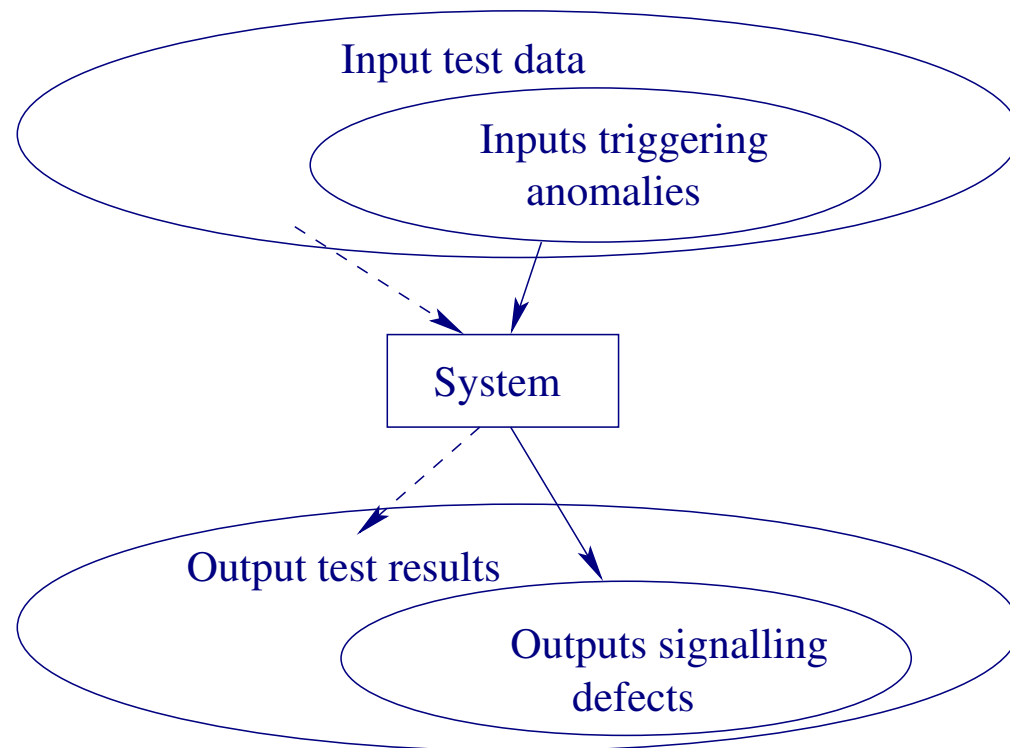 Input test data
Inputs triggering
anomalies
System
Output test results
Outputs signalling
defects